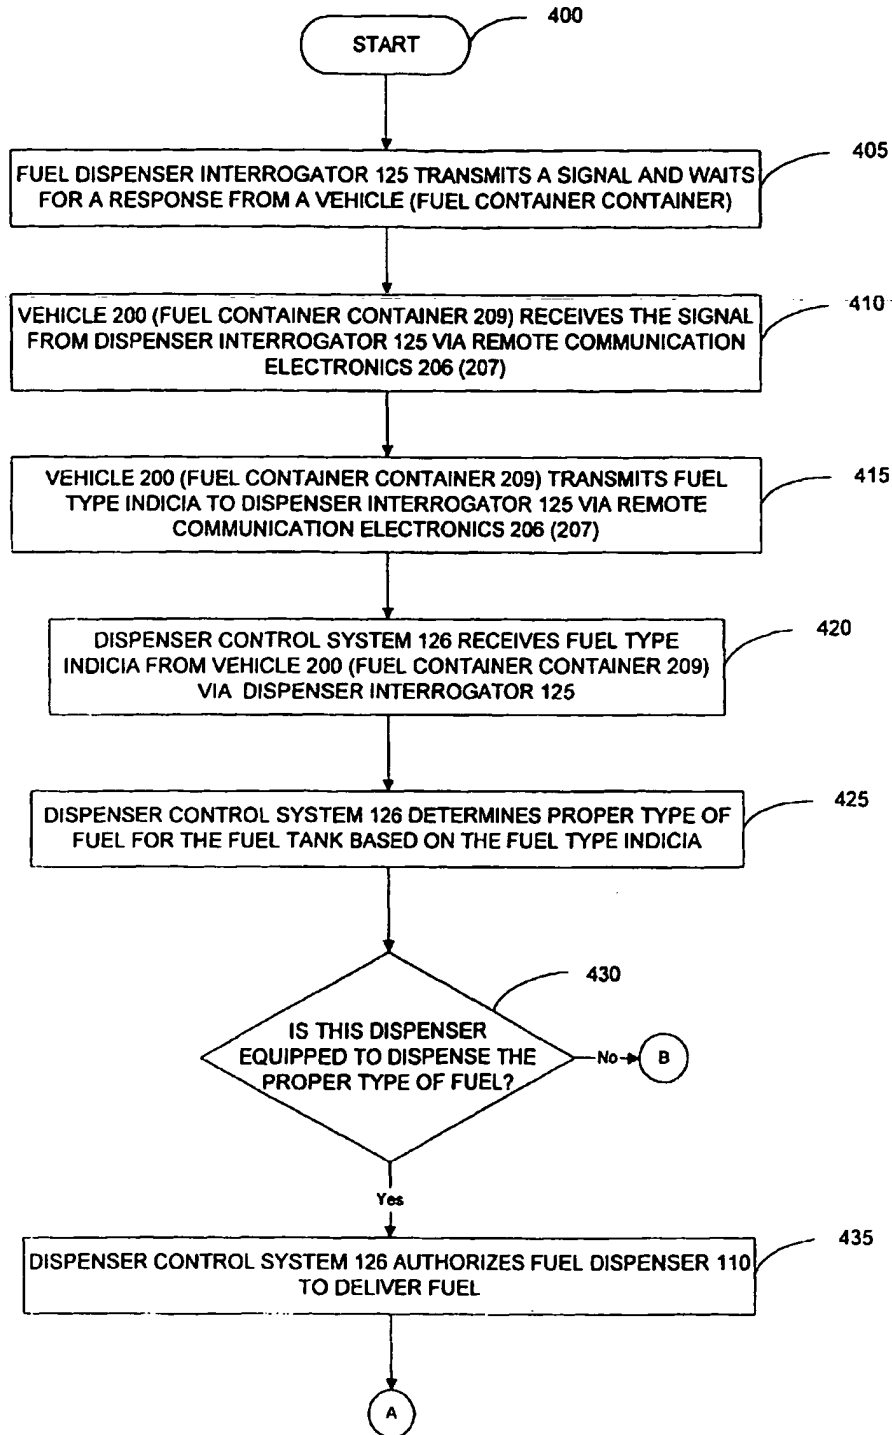 400
START
405
FUEL DISPENSER INTERROGATOR 125 TRANSMITS A SIGNAL AND WAITS
FOR A RESPONSE FROM A VEHICLE (FUEL CONTAINER CONTAINER)
410
VEHICLE 200 (FUEL CONTAINER CONTAINER 209) RECEIVES THE SIGNAL
FROM DISPENSER INTERROGATOR 125 VIA REMOTE COMMUNICATION
ELECTRONICS 206 (207)
415
VEHICLE 200 (FUEL CONTAINER CONTAINER 209) TRANSMITS FUEL
TYPE INDICIA TO DISPENSER INTERROGATOR 125 VIA REMOTE
COMMUNICATION ELECTRONICS 206 (207)
420
DISPENSER CONTROL SYSTEM 126 RECEIVES FUEL TYPE
INDICIA FROM VEHICLE 200 (FUEL CONTAINER CONTAINER 209)
VIA DISPENSER INTERROGATOR 125
425
DISPENSER CONTROL SYSTEM 126 DETERMINES PROPER TYPE OF
FUEL FOR THE FUEL TANK BASED ON THE FUEL TYPE INDICIA
430
IS THIS DISPENSER
EQUIPPED TO DISPENSE THE
PROPER TYPE OF FUEL?
No
B
Yes
435
DISPENSER CONTROL SYSTEM 126 AUTHORIZES FUEL DISPENSER 110
TO DELIVER FUEL
A